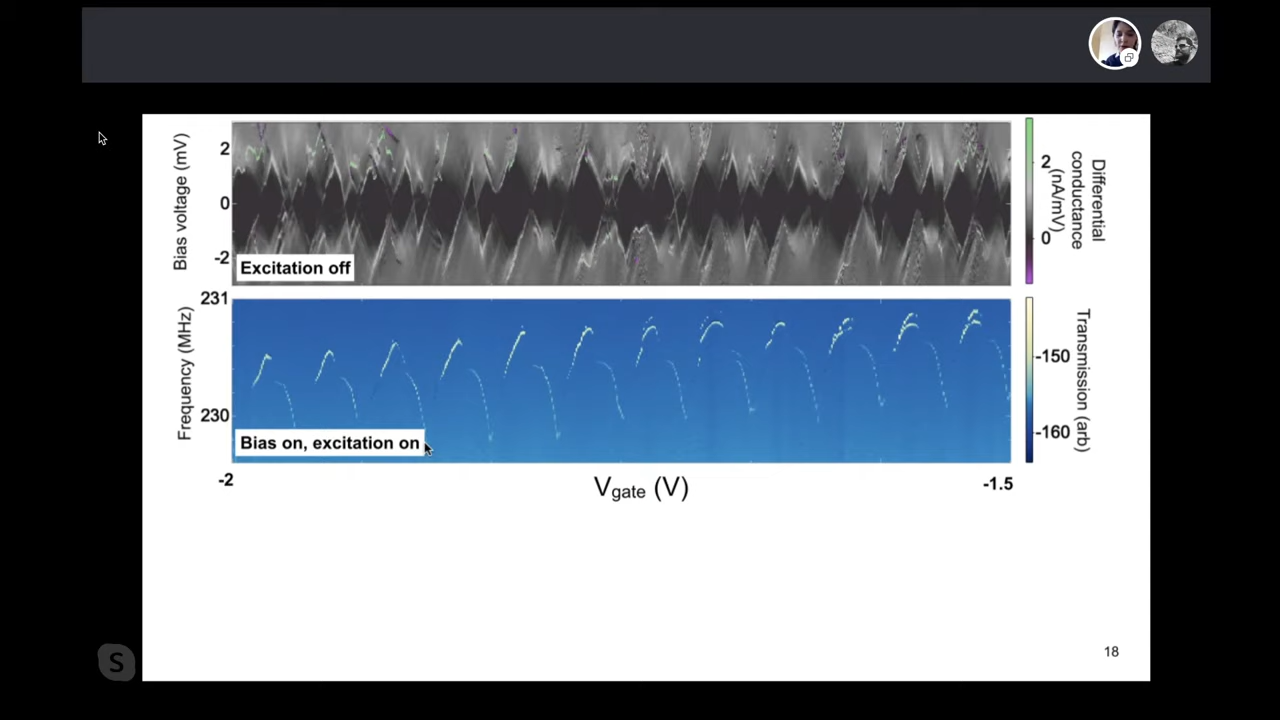 2
0
-2
Bias voltage (mV)
Excitation off
2
0
Differential
conductance
(nA/mV)
231
230
Frequency (MHz)
Bias on, excitation on
-150
-160
Transmission (arb)
-2
Vgate (V)
-1.5
18
S